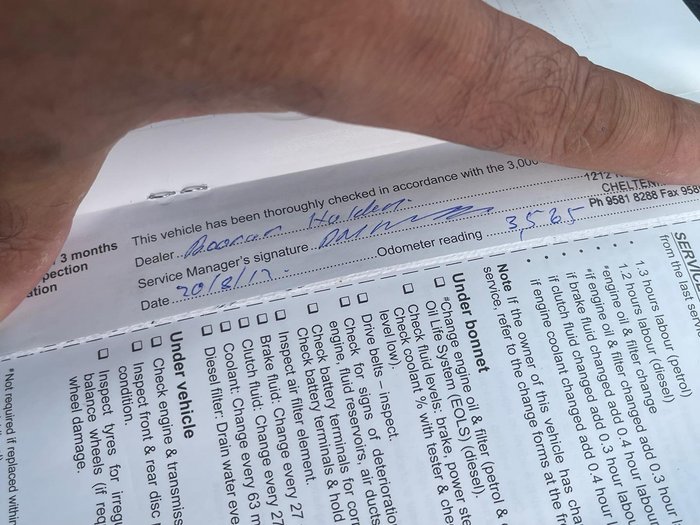 3 months
pection
ation
This vehicle has been thoroughly checked in accordance with the 3,000
Dealer Booran Holden
Service Manager's signature
Odometer reading 3,565
Date 20/8/12
1212
CHELTEN
Ph 9581 8288 Fax 958
SERVICE
from the last serv
1.3 hours labour (petrol)
1.2 hours labour (diesel)
*engine oil & filter change
*If engine oil & filter changed add 0.3 hour
if brake fluid changed add 0.4 hour labour
if clutch fluid changed add 0.3 hour labou
if engine coolant changed add 0.4 hour
Note If the owner of this vehicle has cha
service, refer to the change forms at the fr
Under bonnet
*Change engine oil & filter (petrol &
Oil Life System (EOLS) (diesel).
Check fluid levels: brake, power ste
Check coolant % with tester & che
level low).
Drive belts – inspect.
Check for signs of deterioration
engine, fluid reservoirs, air ducts
Check battery terminals for corr
Check battery terminals & hold
Inspect air filter element.
Brake fluid: Change every 27
Clutch fluid: Change every 27
Coolant: Change every 63 m
Diesel filter: Drain water eve
Under vehicle
Check engine & transmiss
Inspect front & rear disc
condition.
Inspect tyres for irregu
balance wheels (if req
wheel damage.
*Not required if replaced within